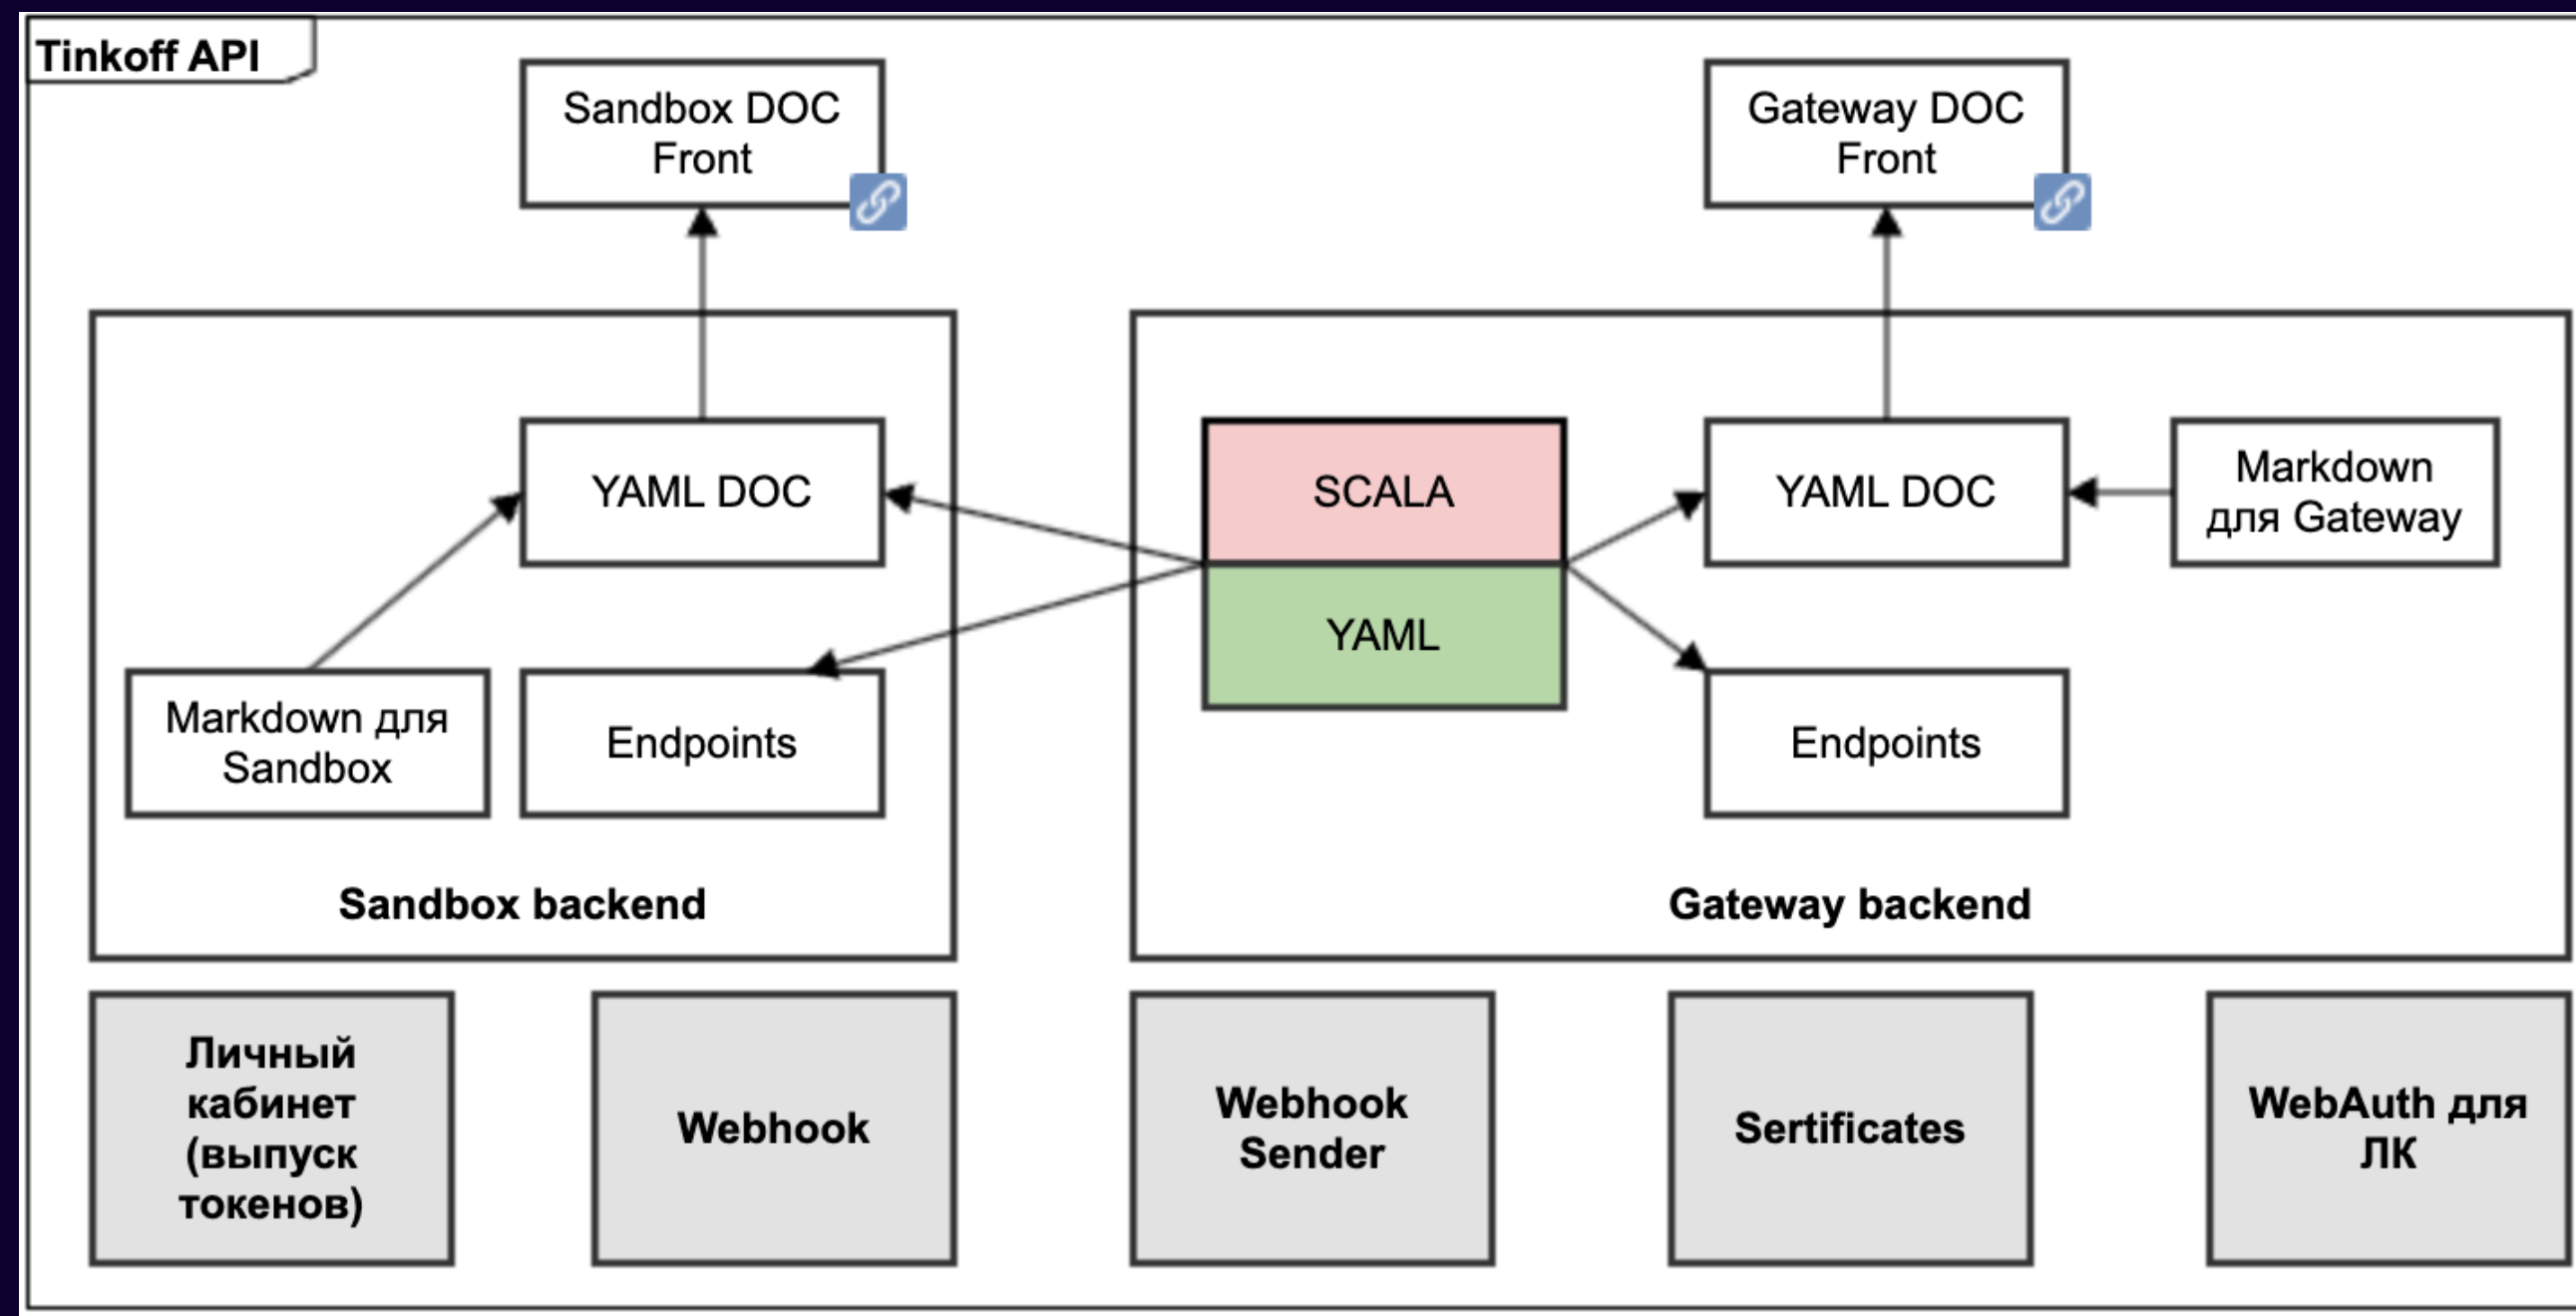 Tinkoff API
Sandbox DOC
Front
Gateway DOC
Front
YAML DOC
SCALA
YAML DOC
Markdown
для Gateway
YAML
Markdown для
Sandbox
Endpoints
Endpoints
Sandbox backend
Gateway backend
Личный
кабинет
(выпуск
токенов)
Webhook
Webhook
Sender
Sertificates
WebAuth для
ЛК